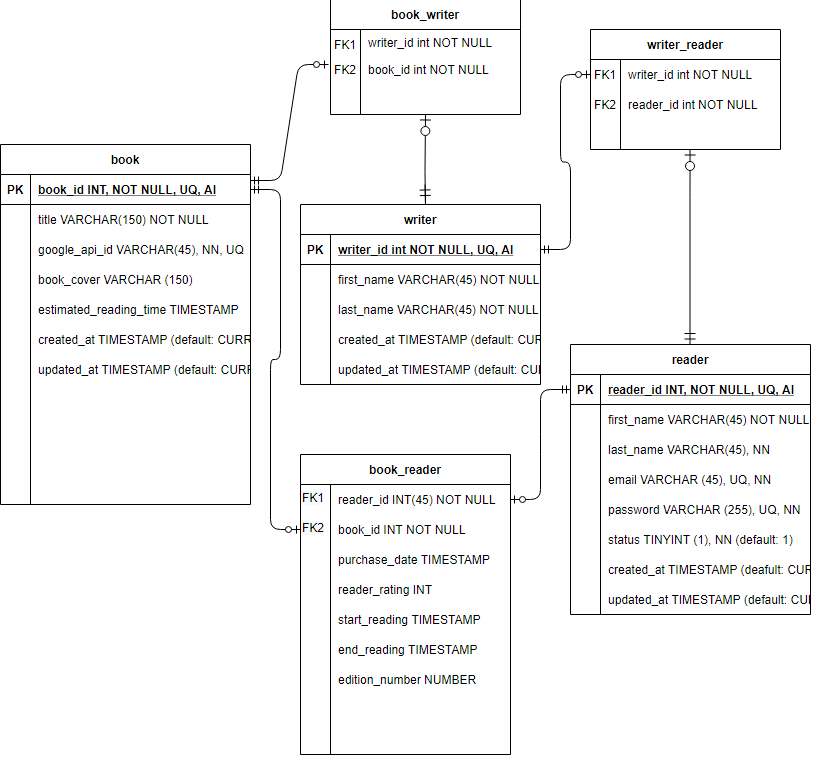 book_writer
FK1 writer_id int NOT NULL
FK2 book_id int NOT NULL
writer_reader
FK1 writer_id int NOT NULL
FK2 reader_id int NOT NULL
book
PK book_id INT, NOT NULL, UQ, AI
title VARCHAR(150) NOT NULL
google_api_id VARCHAR(45), NN, UQ
book_cover VARCHAR (150)
estimated_reading_time TIMESTAMP
created_at TIMESTAMP (default: CURR
updated_at TIMESTAMP (default: CURR
writer
PK writer_id int NOT NULL, UQ, AI
first_name VARCHAR(45) NOT NULL
last_name VARCHAR(45) NOT NULL
created_at TIMESTAMP (default: CUR
updated_at TIMESTAMP (default: CU
reader
PK reader_id INT, NOT NULL, UQ, AI
first_name VARCHAR(45) NOT NULL
last_name VARCHAR(45), NN
email VARCHAR (45), UQ, NN
password VARCHAR (255), UQ, NN
status TINYINT (1), NN (default: 1)
created_at TIMESTAMP (deafult: CUR
updated_at TIMESTAMP (default: CU
book_reader
FK1 reader_id INT(45) NOT NULL
FK2 book_id INT NOT NULL
purchase_date TIMESTAMP
reader_rating INT
start_reading TIMESTAMP
end_reading TIMESTAMP
edition_number NUMBER